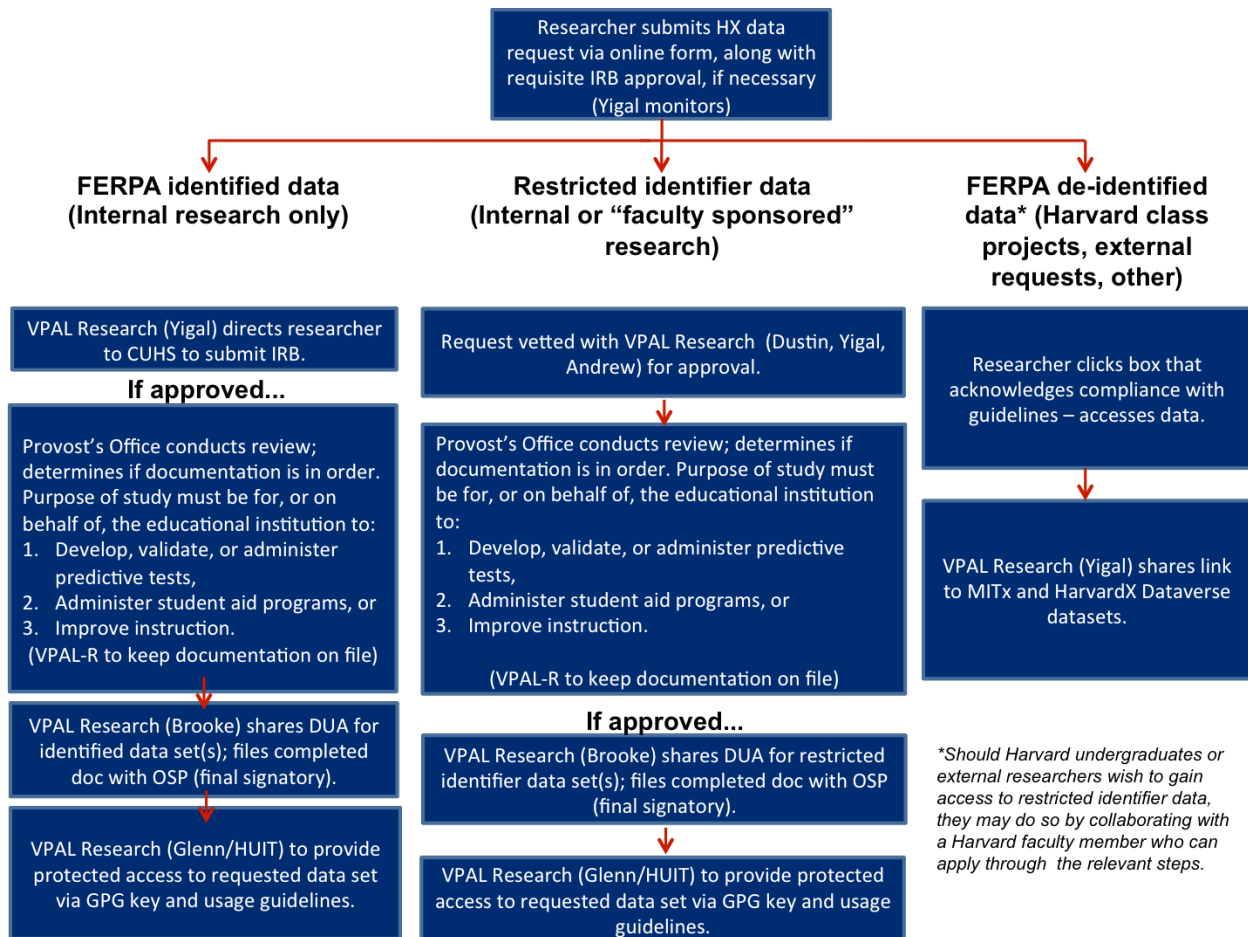 Researcher submits HX data
request via online form, along with
requisite IRB approval, if necessary
(Yigal monitors)
FERPA identified data
(Internal research only)
VPAL Research (Yigal) directs researcher
to CUHS to submit IRB.
If approved...
Provost's Office conducts review;
determines if documentation is in order.
Purpose of study must be for, or on
behalf of, the educational institution to:
1. Develop, validate, or administer
predictive tests,
2. Administer student aid programs, or
3. Improve instruction.
(VPAL-R to keep documentation on file)
VPAL Research (Brooke) shares DUA for
identified data set(s); files completed
doc with OSP (final signatory).
VPAL Research (Glenn/HUIT) to provide
protected access to requested data set
via GPG key and usage guidelines.
Restricted identifier data
(Internal or “faculty sponsored”
research)
Request vetted with VPAL Research (Dustin, Yigal,
Andrew) for approval.
Provost's Office conducts review; determines if
documentation is in order. Purpose of study must
be for, or on behalf of, the educational institution
to:
1. Develop, validate, or administer predictive
tests,
2. Administer student aid programs, or
3. Improve instruction.
(VPAL-R to keep documentation on file)
If approved...
VPAL Research (Brooke) shares DUA for restricted
identifier data set(s); files completed doc with OSP
(final signatory).
VPAL Research (Glenn/HUIT) to provide protected
access to requested data set via GPG key and usage
guidelines.
FERPA de-identified
data* (Harvard class
projects, external
requests, other)
Researcher clicks box that
acknowledges compliance with
guidelines – accesses data.
VPAL Research (Yigal) shares link
to MITx and HarvardX Dataverse
datasets.
*Should Harvard undergraduates or
external researchers wish to gain
access to restricted identifier data,
they may do so by collaborating with
a Harvard faculty member who can
apply through the relevant steps.